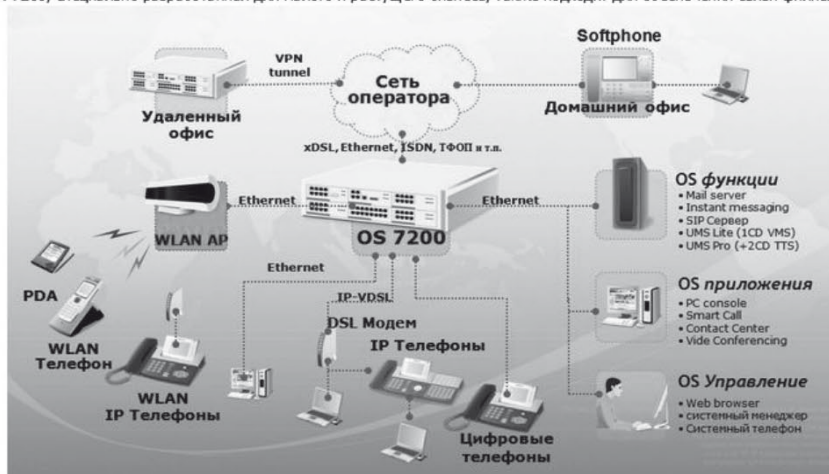 VPN
tunnel
Сеть
оператора
Softphone
Удаленный
офис
Домашний офис
xDSL, Ethernet, ISDN, ТФОП и т.п.
Ethernet
Ethernet
WLAN AP
OS 7200
OS функции
• Mail server
• Instant messaging
• SIP Сервер
• UMS Lite (1CD VMS)
• UMS Pro (+2CD TTS)
Ethernet
IP-VDSL
PDA
DSL Модем
IP Телефоны
WLAN
Телефон
OS приложения
• PC console
• Smart Call
• Contact Center
• Vide Conferencing
WLAN
IP Телефоны
Цифровые
телефоны
OS Управление
• Web browser
• системный менеджер
• Системный телефон